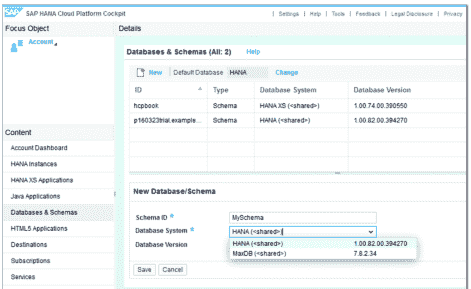 SAP SAP HANA Cloud Platform Cockpit
Settings | Help | Tools | Feedback | Legal Disclosure | Privacy
Focus Object
Account
Details
Databases & Schemas (All: 2) Help
New Default Database HANA Change
ID Type Database System Database Version
hcpbook Schema HANA XS (<shared>) 1.00.74.00.390550
p160323trial.example... Schema HANA (<shared>) 1.00.82.00.394270
Content
Account Dashboard
HANA Instances
HANA XS Applications
Java Applications
Databases & Schemas
HTML5 Applications
Destinations
Subscriptions
Services
New Database/Schema
Schema ID * MySchema
Database System * HANA (<shared>)
Database Version
HANA (<shared>) 1.00.82.00.394270
MaxDB (<shared>) 7.8.2.34
Save Cancel